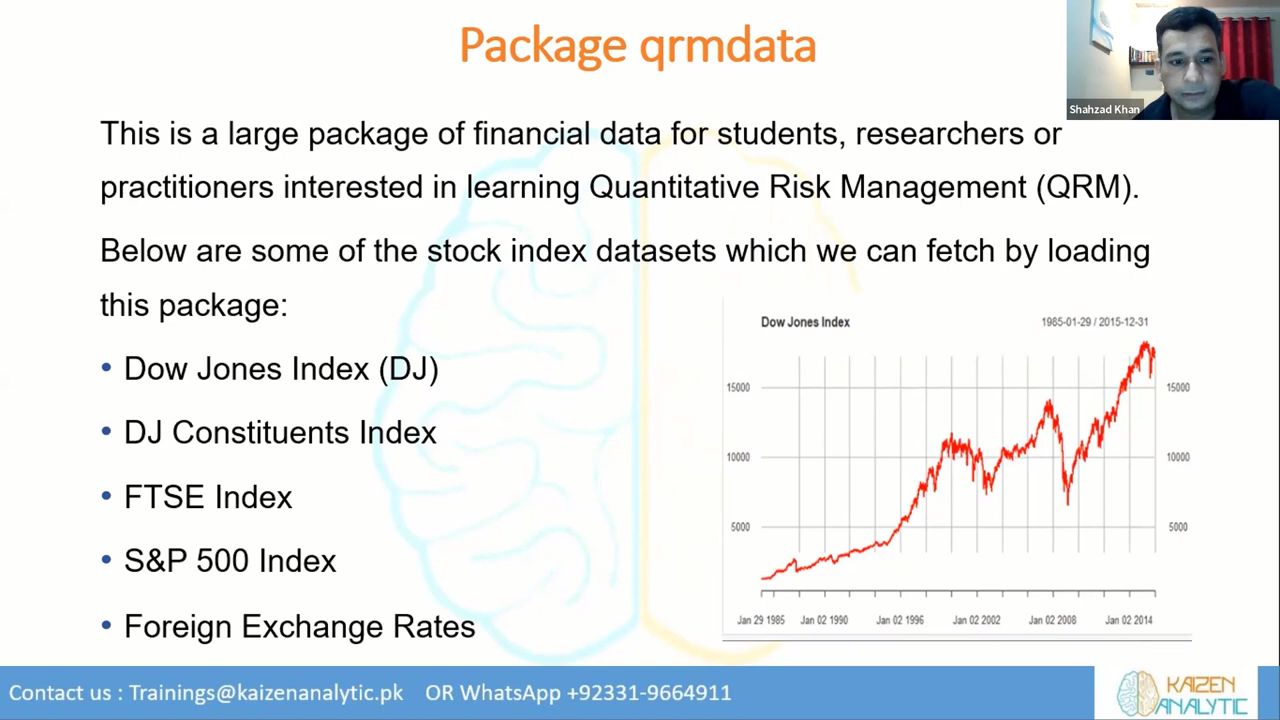 Package qrmdata
Shahzad Khan
This is a large package of financial data for students, researchers or
practitioners interested in learning Quantitative Risk Management (QRM).
Below are some of the stock index datasets which we can fetch by loading
this package:
• Dow Jones Index (DJ)
• DJ Constituents Index
• FTSE Index
• S&P 500 Index
• Foreign Exchange Rates
Dow Jones Index 1985-01-29 / 2015-12-31
15000 15000
10000 10000
5000 5000
Jan 29 1985 Jan 02 1990 Jan 02 1996 Jan 02 2002 Jan 02 2008 Jan 02 2014
Contact us : Trainings@kaizenanalytic.pk OR WhatsApp +92331-9664911
KAIZEN
ANALYTIC